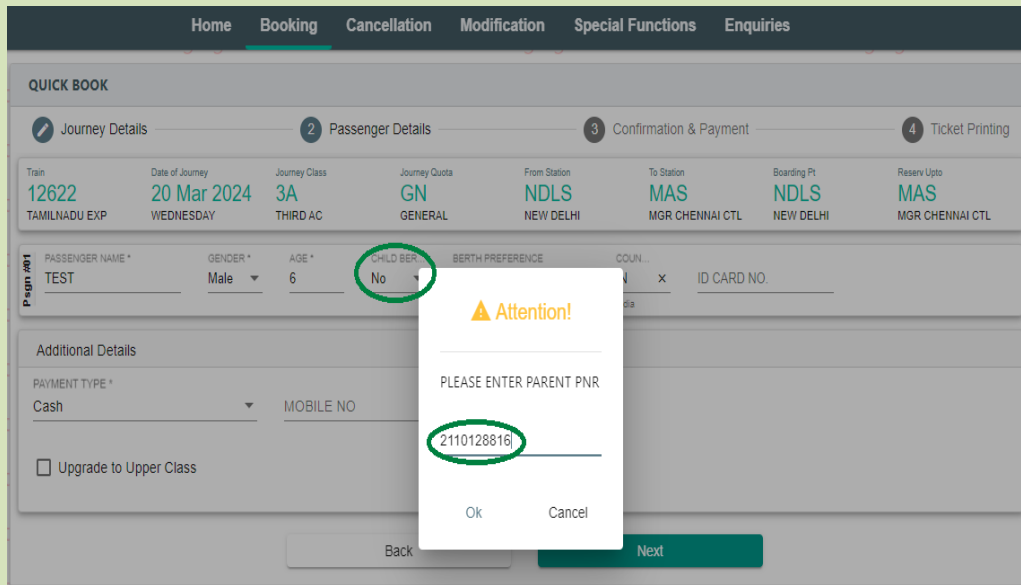 Home Booking Cancellation Modification Special Functions Enquiries
QUICK BOOK
Journey Details 2 Passenger Details 3 Confirmation & Payment 4 Ticket Printing
Train Date of Journey Journey Class Journey Quota From Station To Station Boarding Pt Reserv Upto
12622 20 Mar 2024 3A GN NDLS MAS NDLS MAS
TAMILNADU EXP WEDNESDAY THIRD AC GENERAL NEW DELHI MGR CHENNAI CTL NEW DELHI MGR CHENNAI CTL
Psgn #01
PASSENGER NAME * GENDER * AGE * CHILD BER... BERTH PREFERENCE COUN...
TEST Male 6 No N × ID CARD NO.
dia
Attention!
PLEASE ENTER PARENT PNR
2110128816
Ok Cancel
Additional Details
PAYMENT TYPE *
Cash MOBILE NO
Upgrade to Upper Class
Back Next